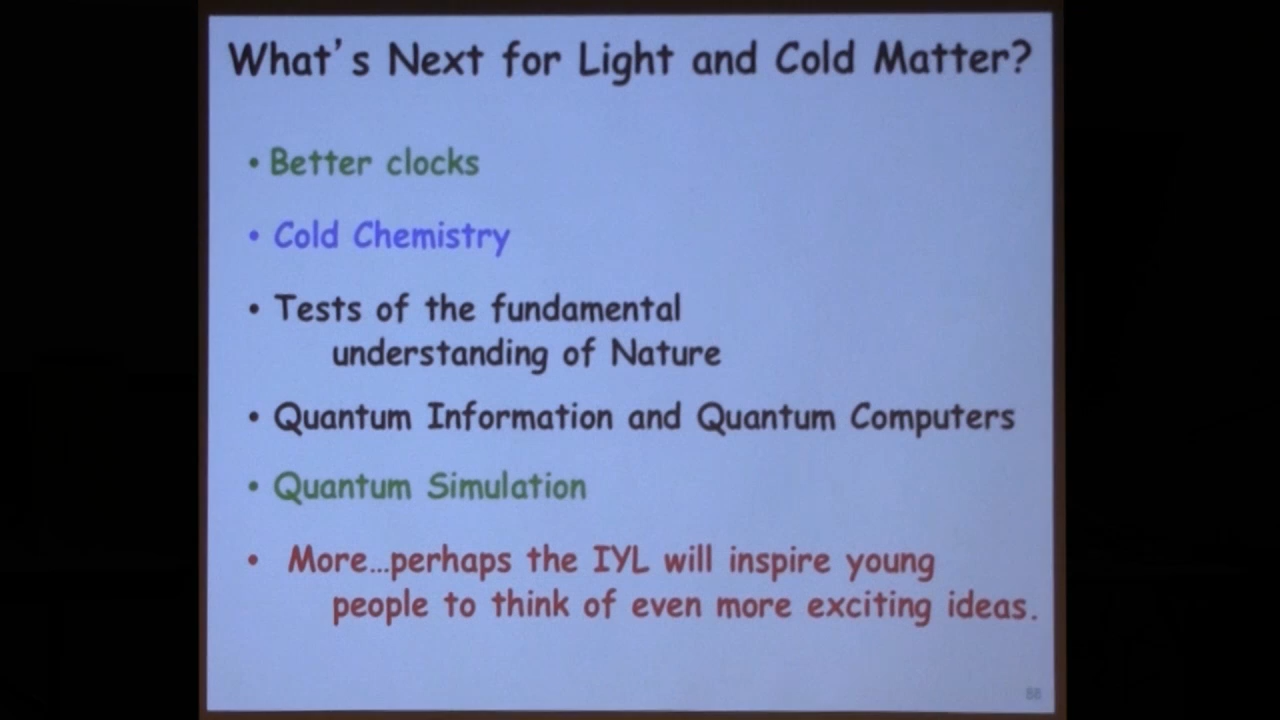 What's Next for Light and Cold Matter?
• Better clocks
• Cold Chemistry
• Tests of the fundamental
understanding of Nature
• Quantum Information and Quantum Computers
• Quantum Simulation
• More…perhaps the IYL will inspire young
people to think of even more exciting ideas.